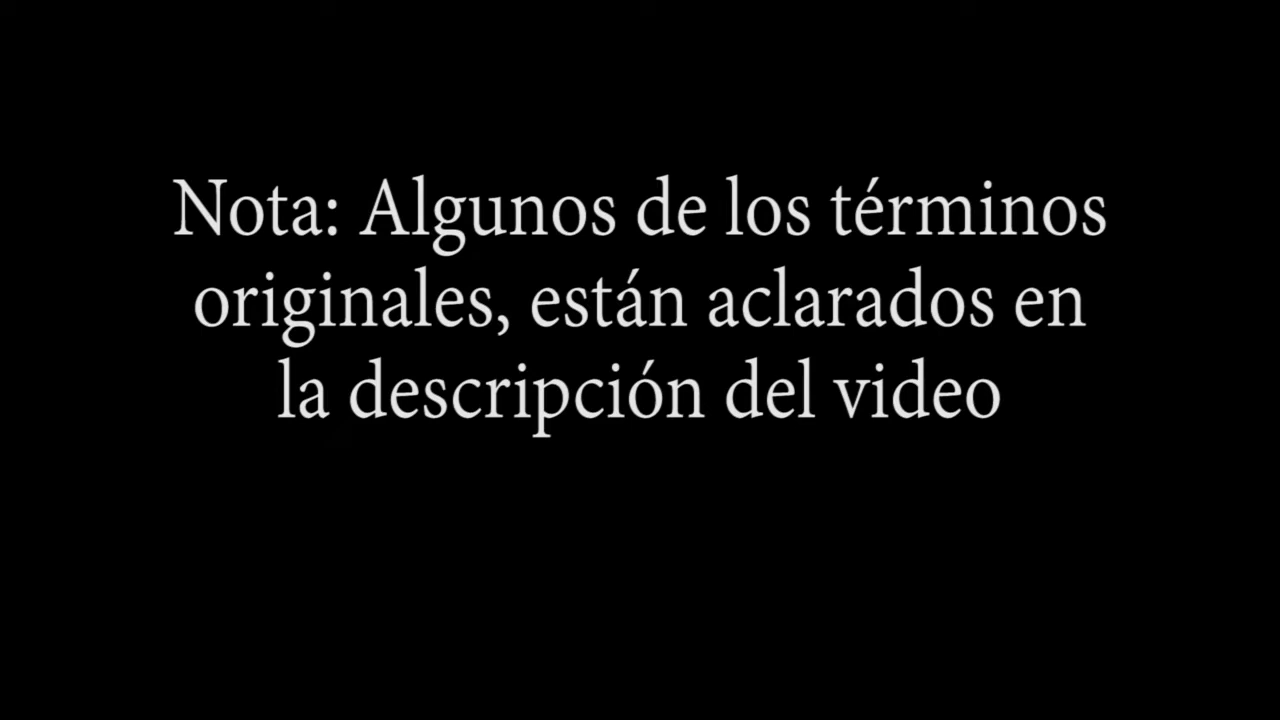 Nota: Algunos de los términos
originales, están aclarados en
la descripción del video